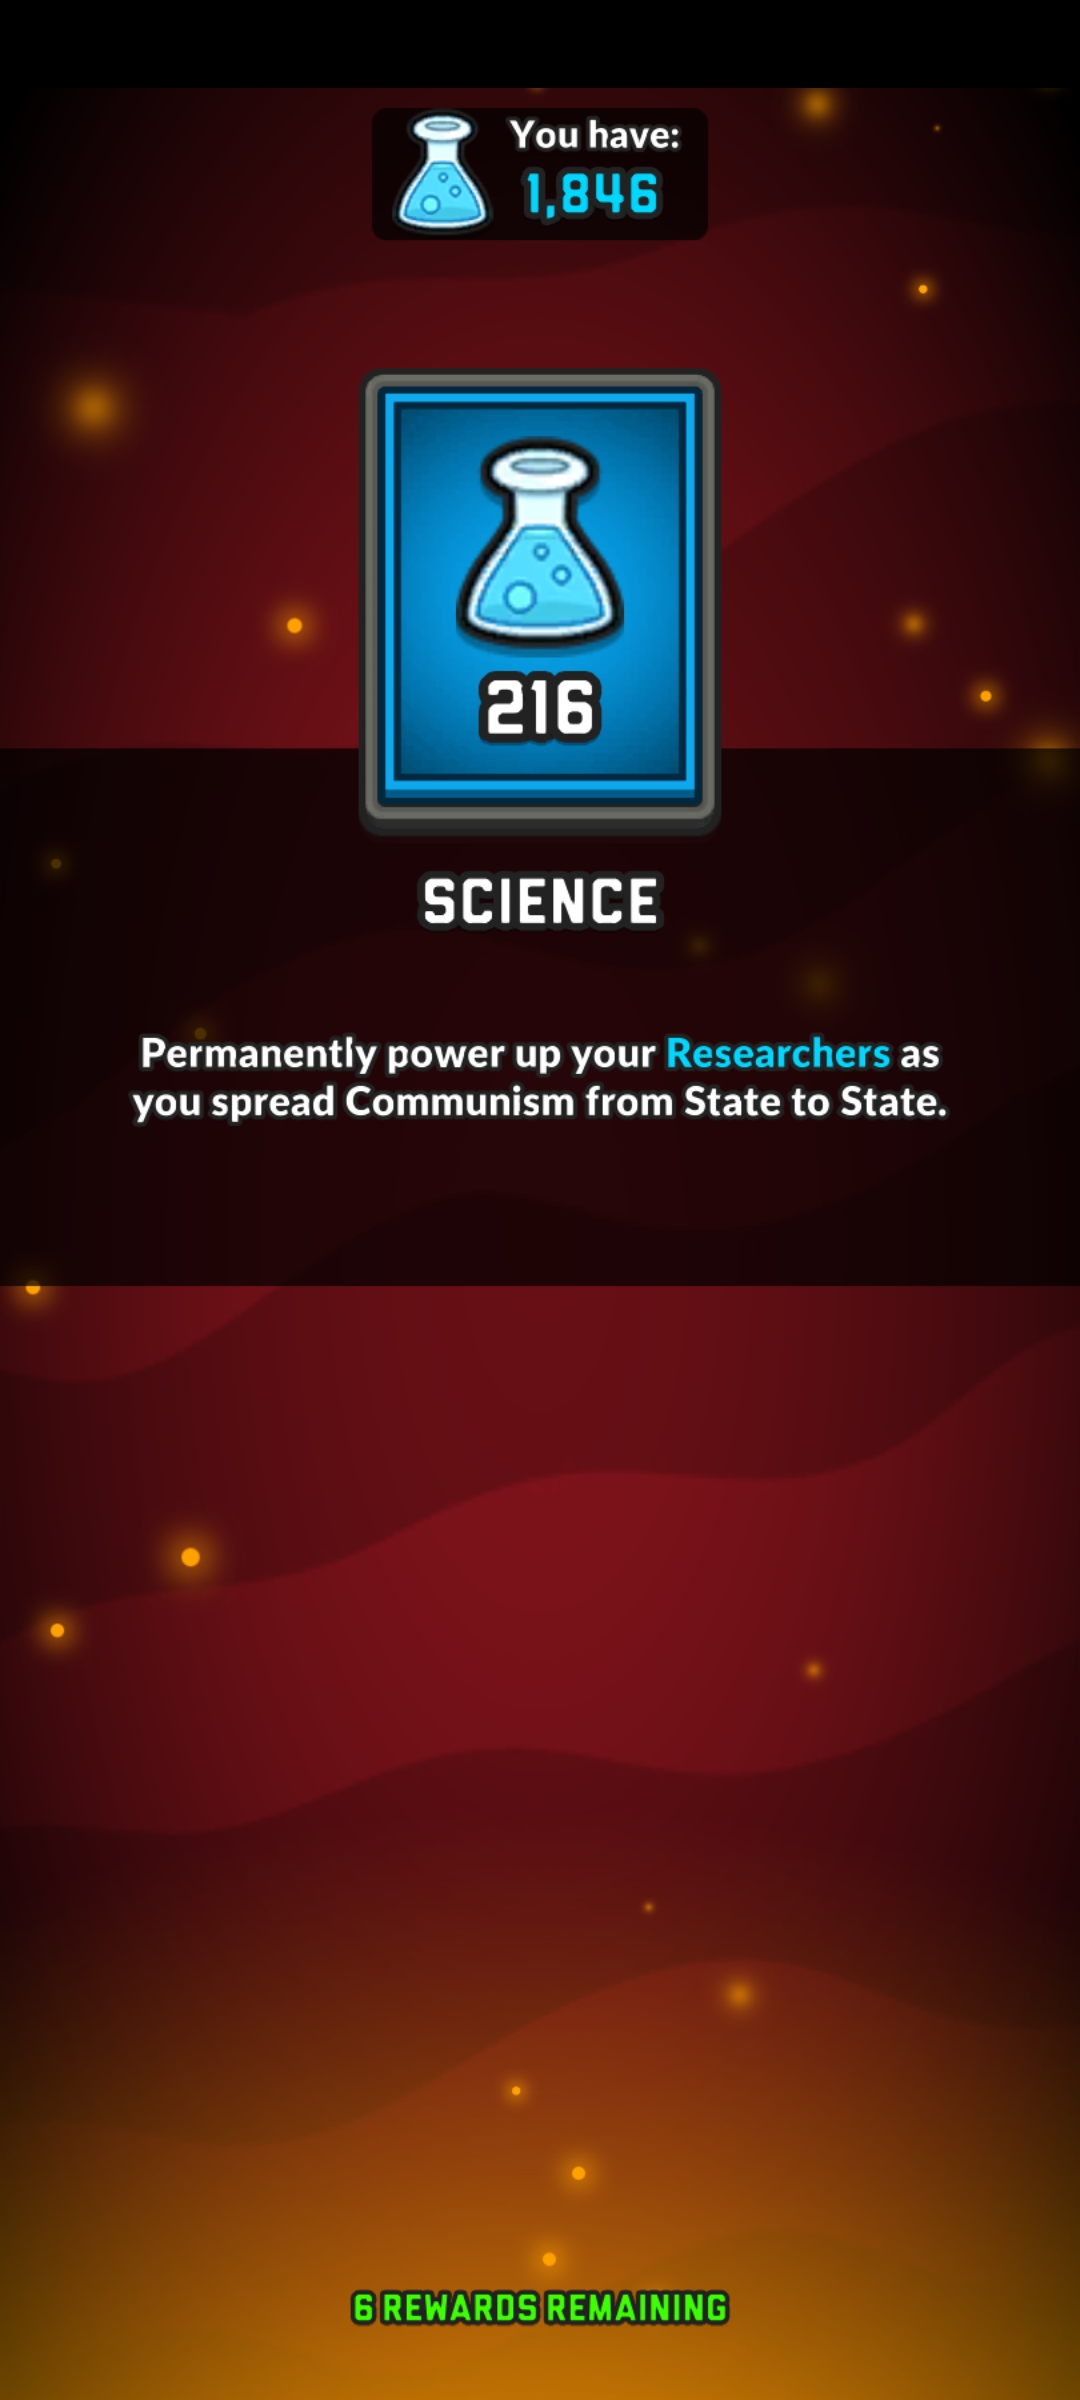 You have:
1,846
216
SCIENCE
Permanently power up your Researchers as
you spread Communism from State to State.
6 REWARDS REMAINING